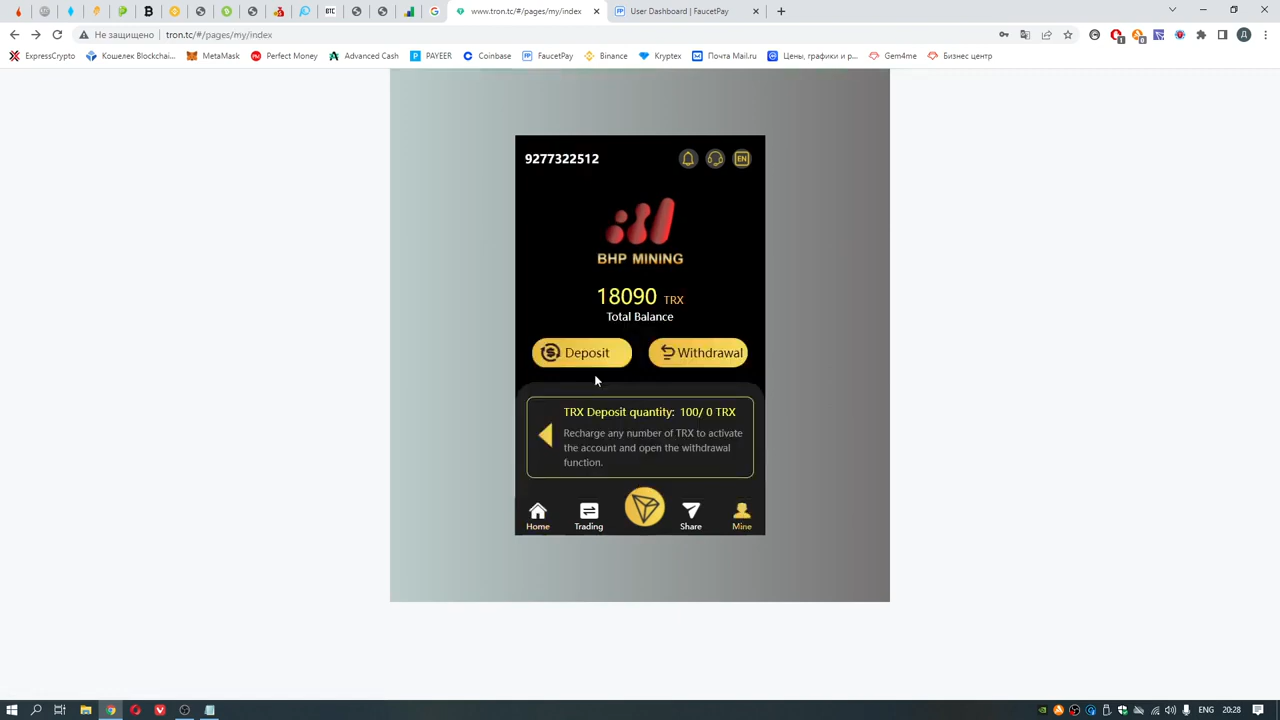 www.tron.tc/#/pages/my/index
User Dashboard | FaucetPay
Не защищено
tron.tc/#/pages/my/index
ExpressCrypto
Кошелек Blockchai...
MetaMask
Perfect Money
Advanced Cash
PAYEER
Coinbase
FaucetPay
Binance
Kryptex
Почта Mail.ru
Цены, графики и р...
Gem4me
Бизнес центр
9277322512
EN
BHP MINING
18090 TRX
Total Balance
Deposit
Withdrawal
TRX Deposit quantity: 100/ 0 TRX
Recharge any number of TRX to activate
the account and open the withdrawal
function.
Home
Trading
Share
Mine
ENG
20:28